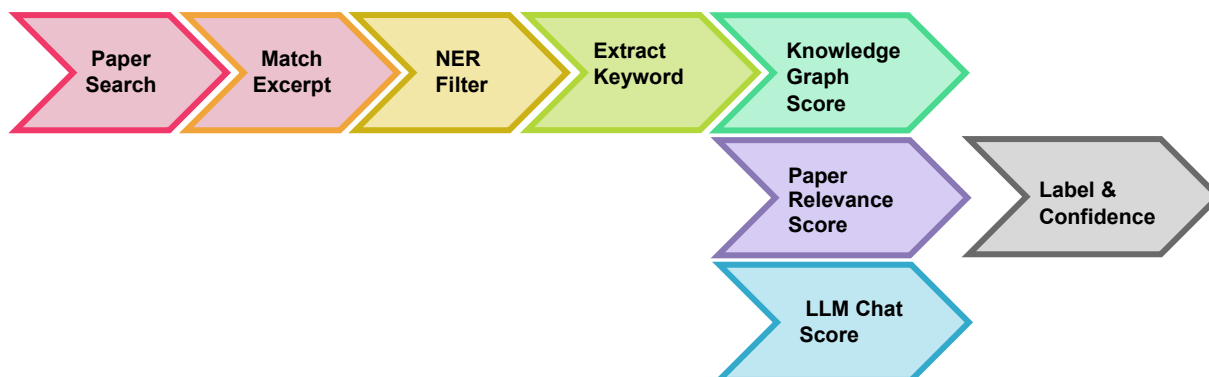 Paper
Search
Match
Excerpt
NER
Filter
Extract
Keyword
Knowledge
Graph
Score
Paper
Relevance
Score
Label &
Confidence
LLM Chat
Score